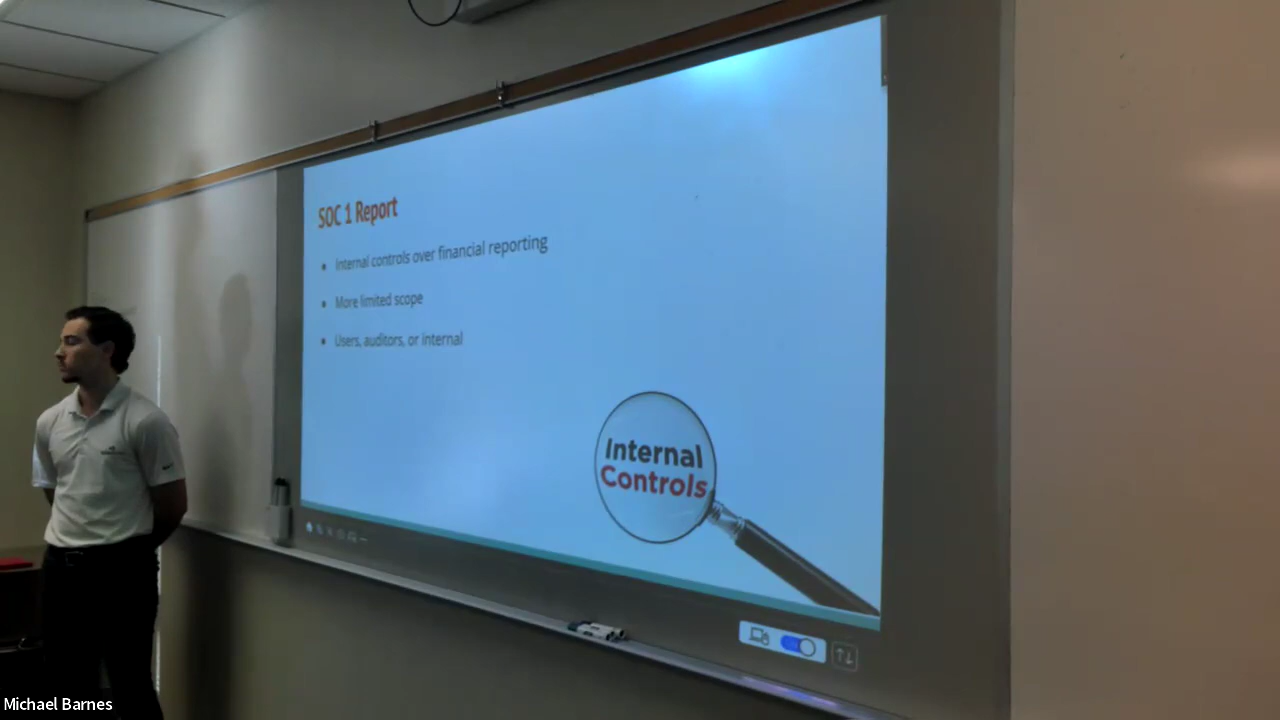 SOC 1 Report
Internal controls over financial reporting
More limited scope
Users, auditors, or internal
Internal
Controls
Michael Barnes